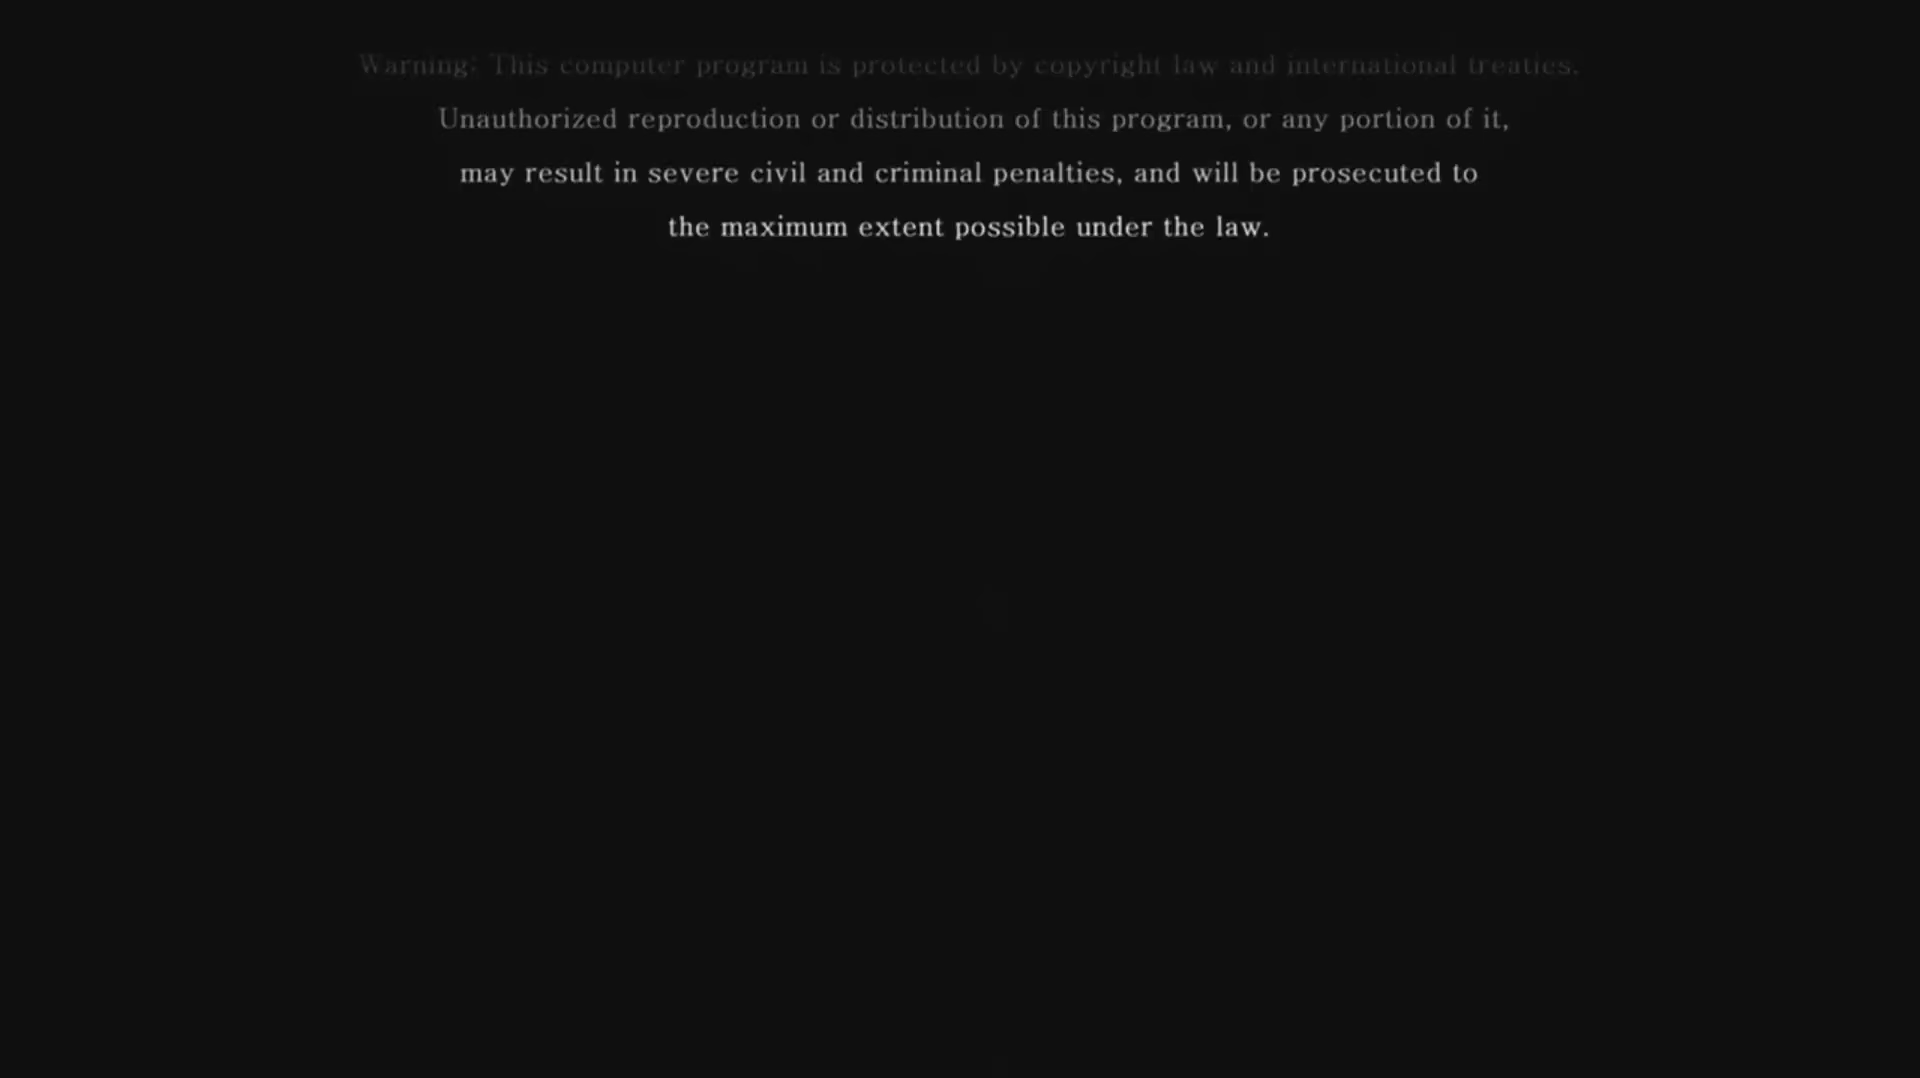 Warning: This computer program is protected by copyright law and international treaties.
Unauthorized reproduction or distribution of this program, or any portion of it,
may result in severe civil and criminal penalties, and will be prosecuted to
the maximum extent possible under the law.